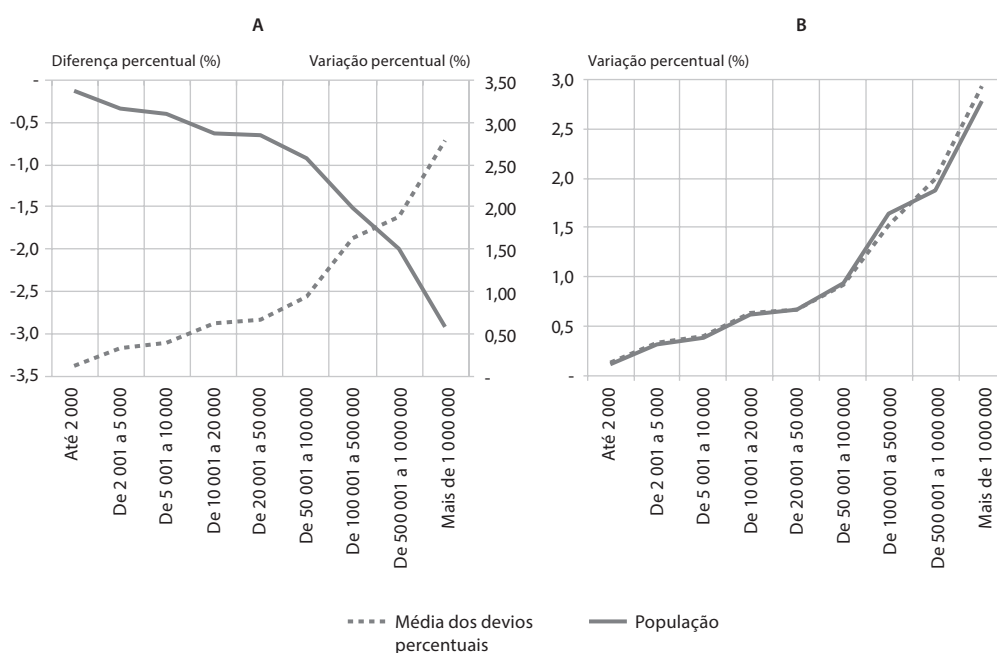 A
Diferença percentual (%)
Variação percentual (%)
-
-0,5
-1,0
-1,5
-2,0
-2,5
-3,0
-3,5
3,50
3,00
2,50
2,00
1,50
1,00
0,50
-
Até 2 000
De 2 001 a 5 000
De 5 001 a 10 000
De 10 001 a 20 000
De 20 001 a 50 000
De 50 001 a 100 000
De 100 001 a 500 000
De 500 001 a 1 000 000
Mais de 1 000 000
B
Variação percentual (%)
3,0
2,5
2,0
1,5
1,0
0,5
-
Até 2 000
De 2 001 a 5 000
De 5 001 a 10 000
De 10 001 a 20 000
De 20 001 a 50 000
De 50 001 a 100 000
De 100 001 a 500 000
De 500 001 a 1 000 000
Mais de 1 000 000
Média dos devios
percentuais
População